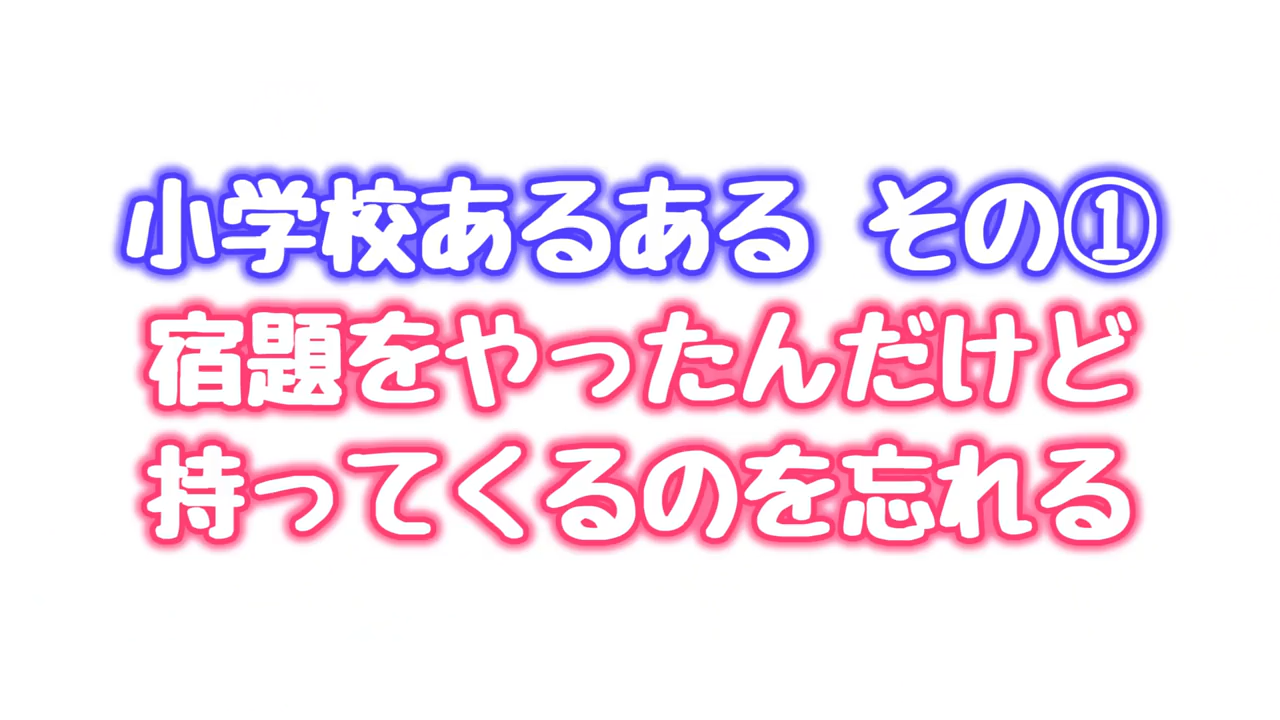 小学校あるある その①
宿題をやったんだけど
持ってくるのを忘れる